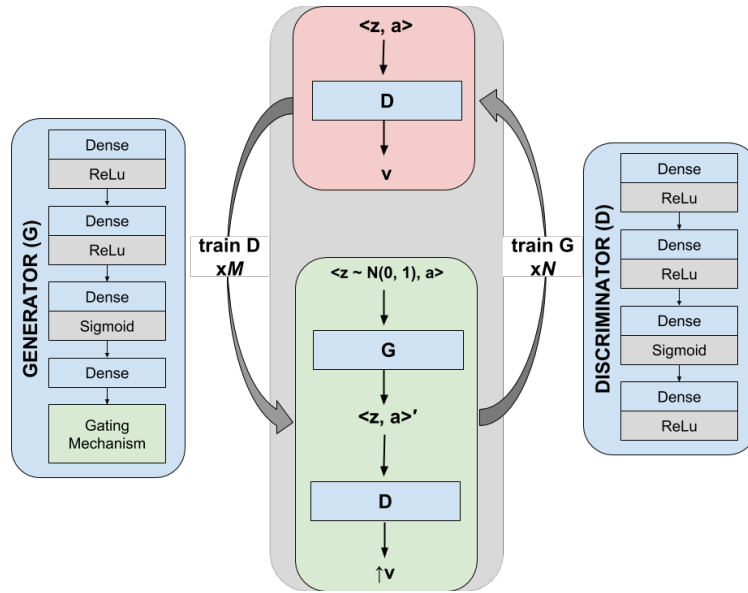 GENERATOR (G)
Dense
ReLu
Dense
ReLu
Dense
Sigmoid
Dense
Gating
Mechanism
<z, a>
D
v
train D
xM
train G
xN
<z ~ N(0, 1), a>
G
<z, a>'
D
↑v
DISCRIMINATOR (D)
Dense
ReLu
Dense
ReLu
Dense
Sigmoid
Dense
ReLu